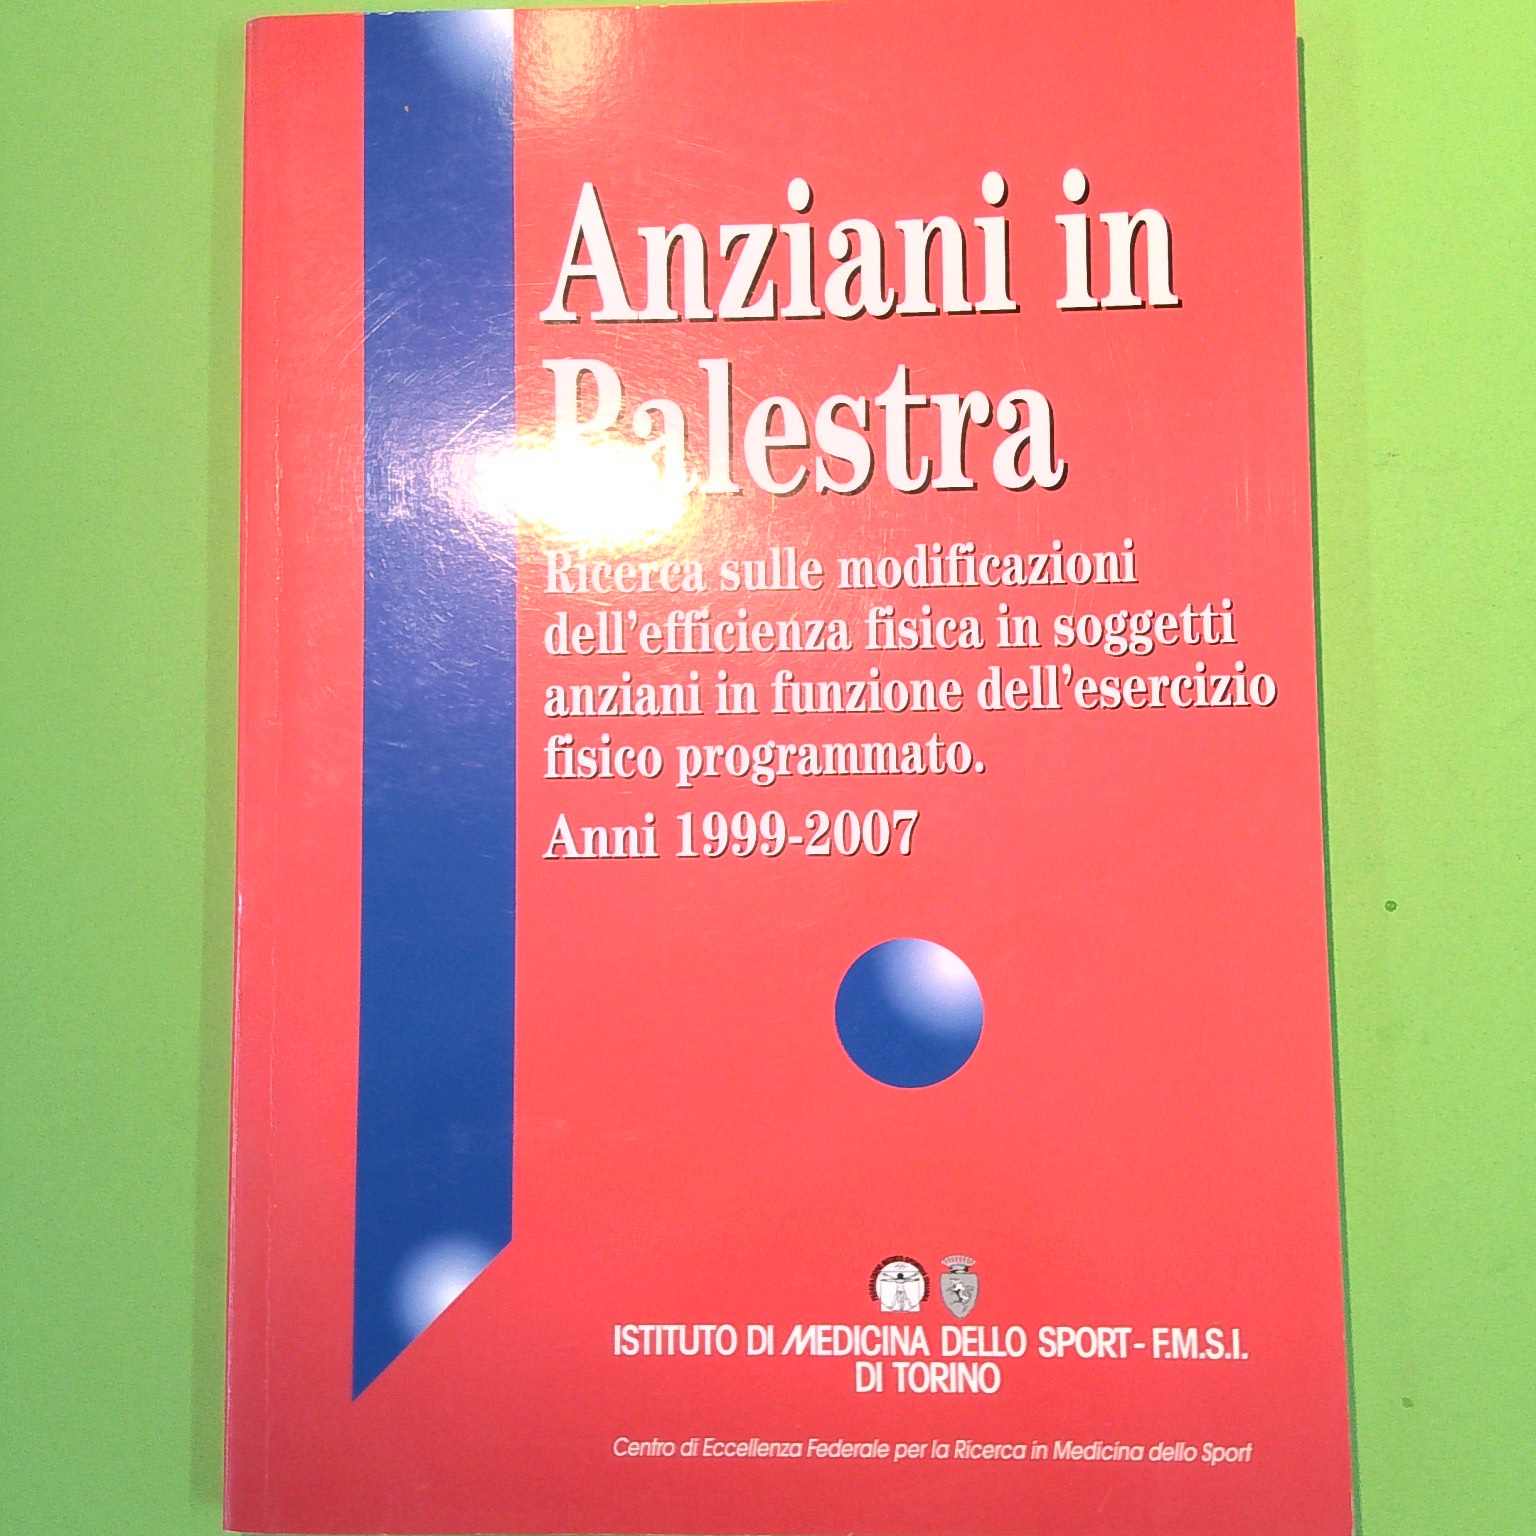 Anziani in
Palestra
Ricerca sulle modificazioni
dell'efficienza fisica in soggetti
anziani in funzione dell'esercizio
fisico programmato.
Anni 1999-2007
ISTITUTO DI MEDICINA DELLO SPORT - F.M.S.I.
DI TORINO
Centro di Eccellenza Federale per la Ricerca in Medicina dello Sport